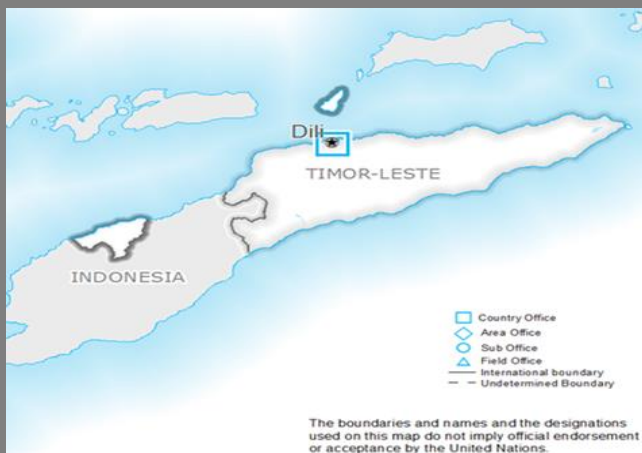 Dili
TIMOR-LESTE
INDONESIA
Country Office
Area Office
Sub Office
Field Office
International boundary
Undetermined Boundary
The boundaries and names and the designations
used on this map do not imply official endorsement
or acceptance by the United Nations.